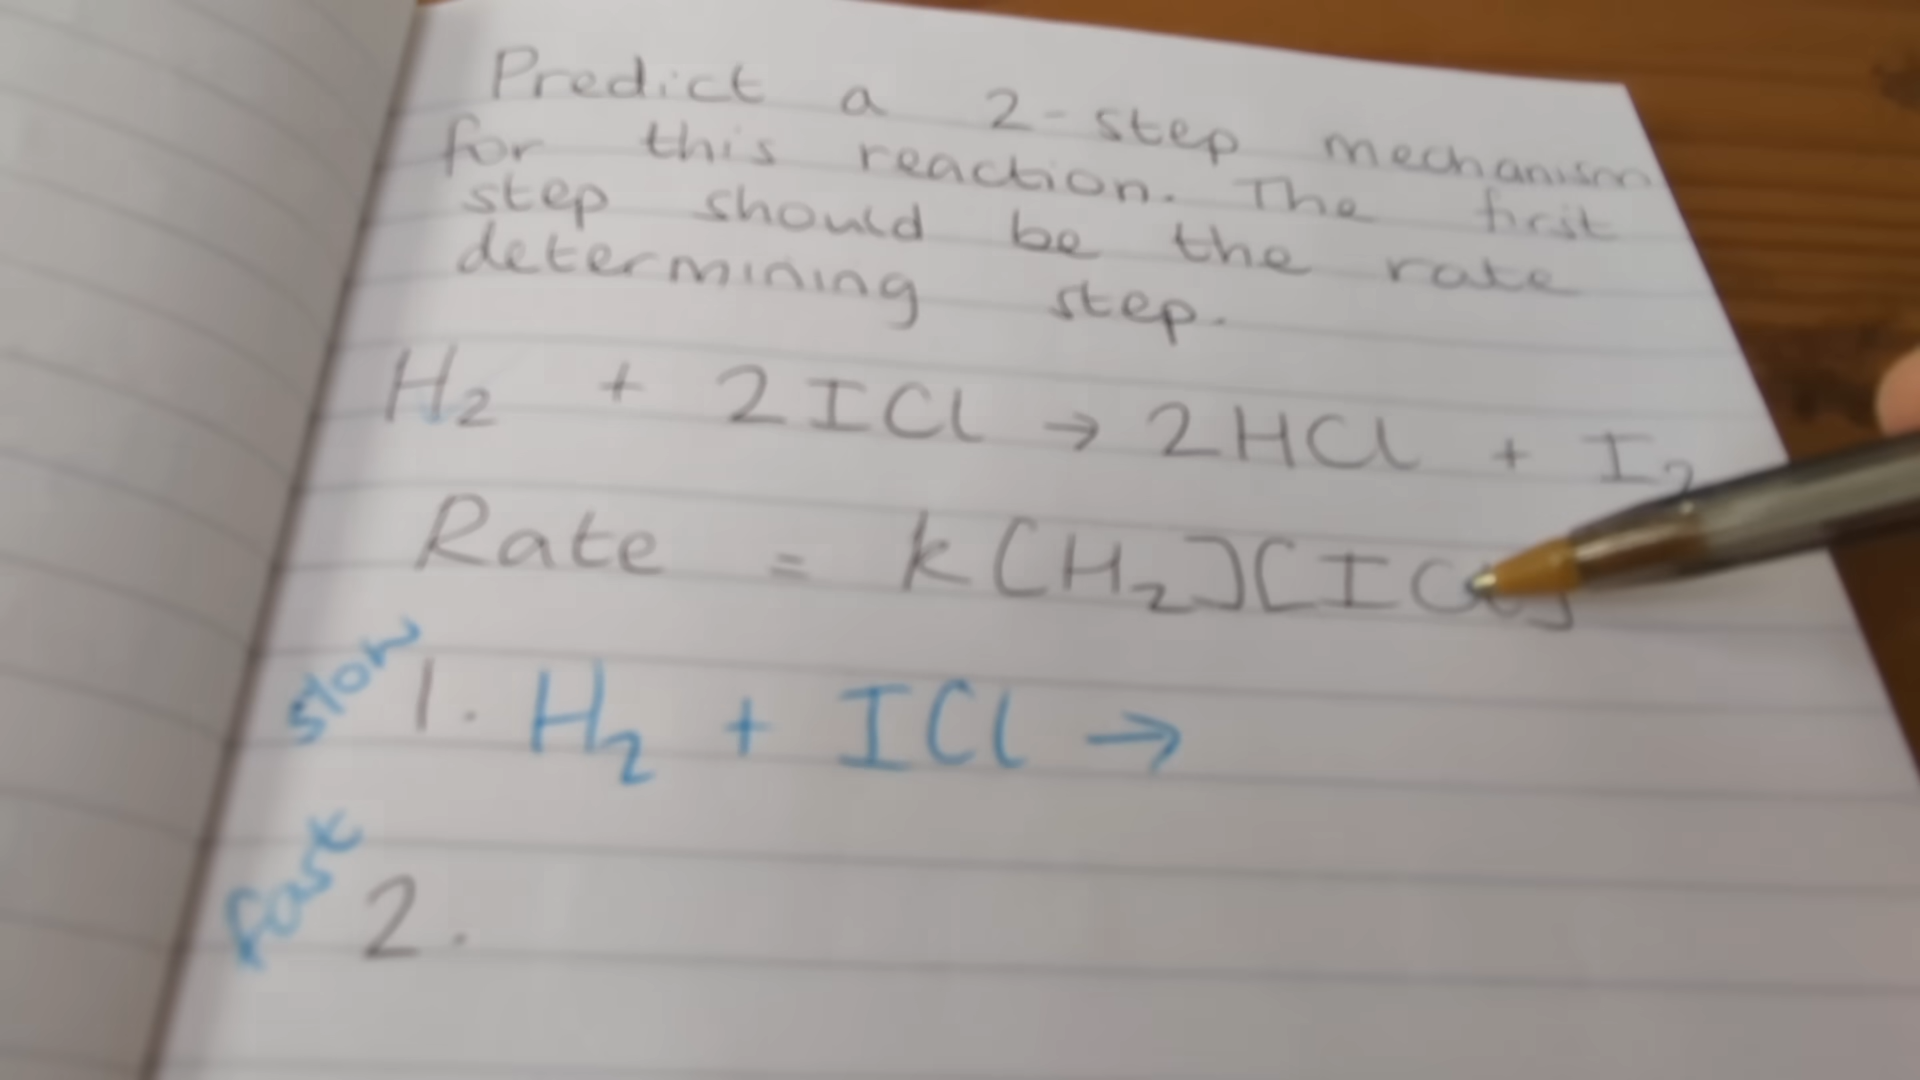 Predict a 2-step mechanism
for this reaction. The first
step should be the rate
determining step.
H₂ + 2ICl → 2HCl + I₂
Rate = k[H₂][ICl]
slow 1. H₂ + ICl →
fast 2.